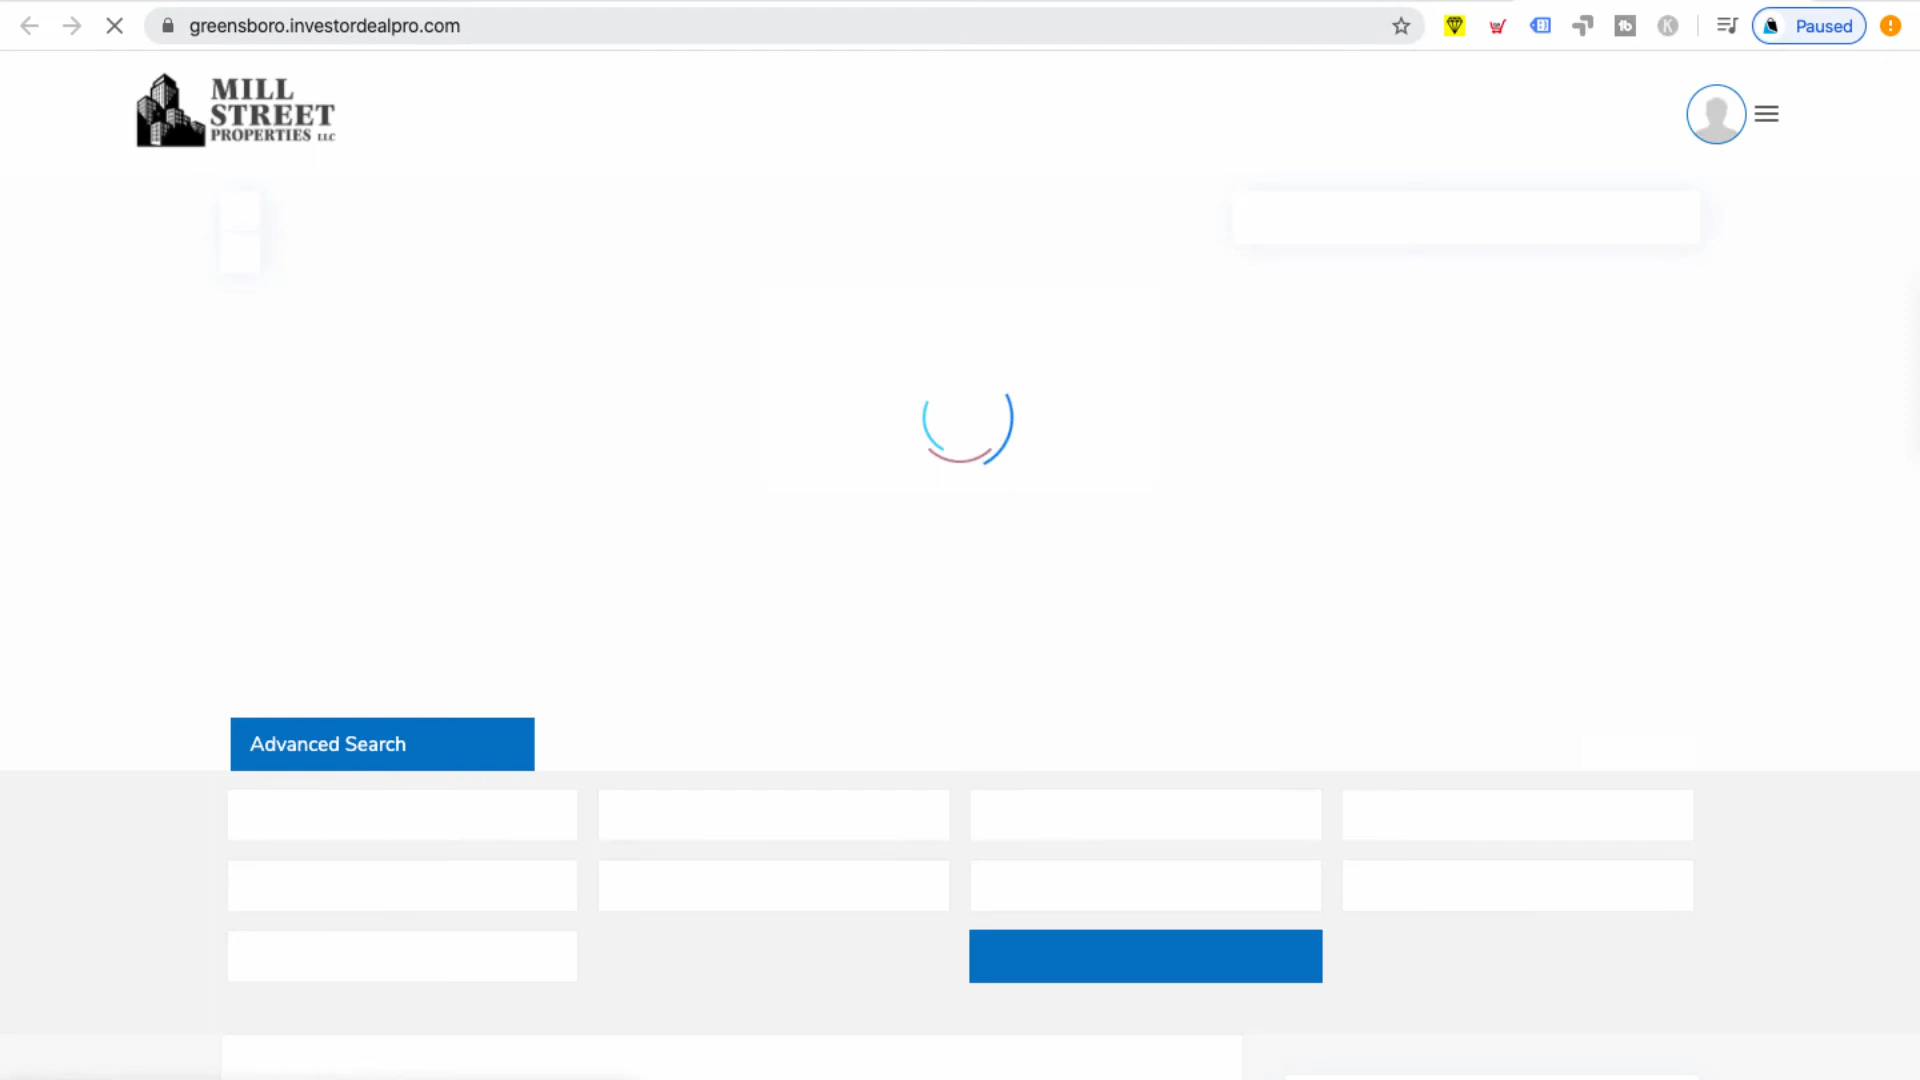 greensboro.investordealpro.com
Paused
MILL
STREET
PROPERTIES LLC
Advanced Search